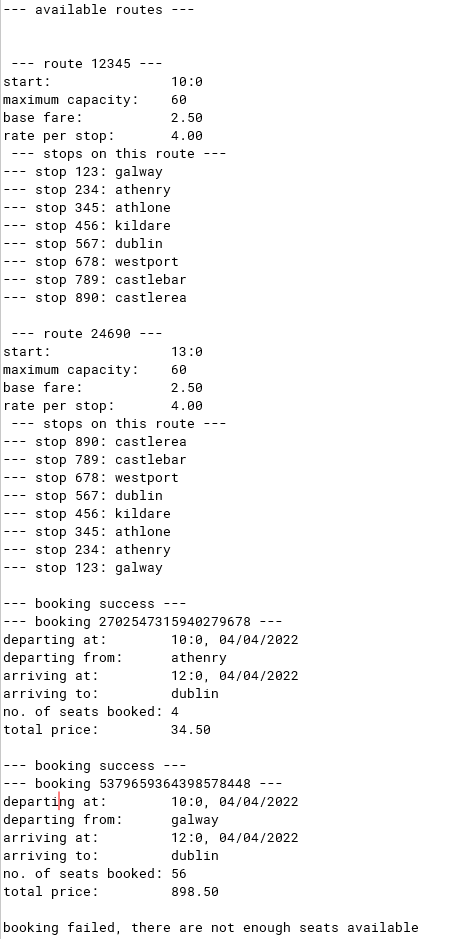 --- available routes ---
--- route 12345 ---
start: 10:0
maximum capacity: 60
base fare: 2.50
rate per stop: 4.00
--- stops on this route ---
--- stop 123: galway
--- stop 234: athenry
--- stop 345: athlone
--- stop 456: kildare
--- stop 567: dublin
--- stop 678: westport
--- stop 789: castlebar
--- stop 890: castlerea
--- route 24690 ---
start: 13:0
maximum capacity: 60
base fare: 2.50
rate per stop: 4.00
--- stops on this route ---
--- stop 890: castlerea
--- stop 789: castlebar
--- stop 678: westport
--- stop 567: dublin
--- stop 456: kildare
--- stop 345: athlone
--- stop 234: athenry
--- stop 123: galway
--- booking success ---
--- booking 2702547315940279678 ---
departing at: 10:0, 04/04/2022
departing from: athenry
arriving at: 12:0, 04/04/2022
arriving to: dublin
no. of seats booked: 4
total price: 34.50
--- booking success ---
--- booking 5379659364398578448 ---
departing at: 10:0, 04/04/2022
departing from: galway
arriving at: 12:0, 04/04/2022
arriving to: dublin
no. of seats booked: 56
total price: 898.50
booking failed, there are not enough seats available